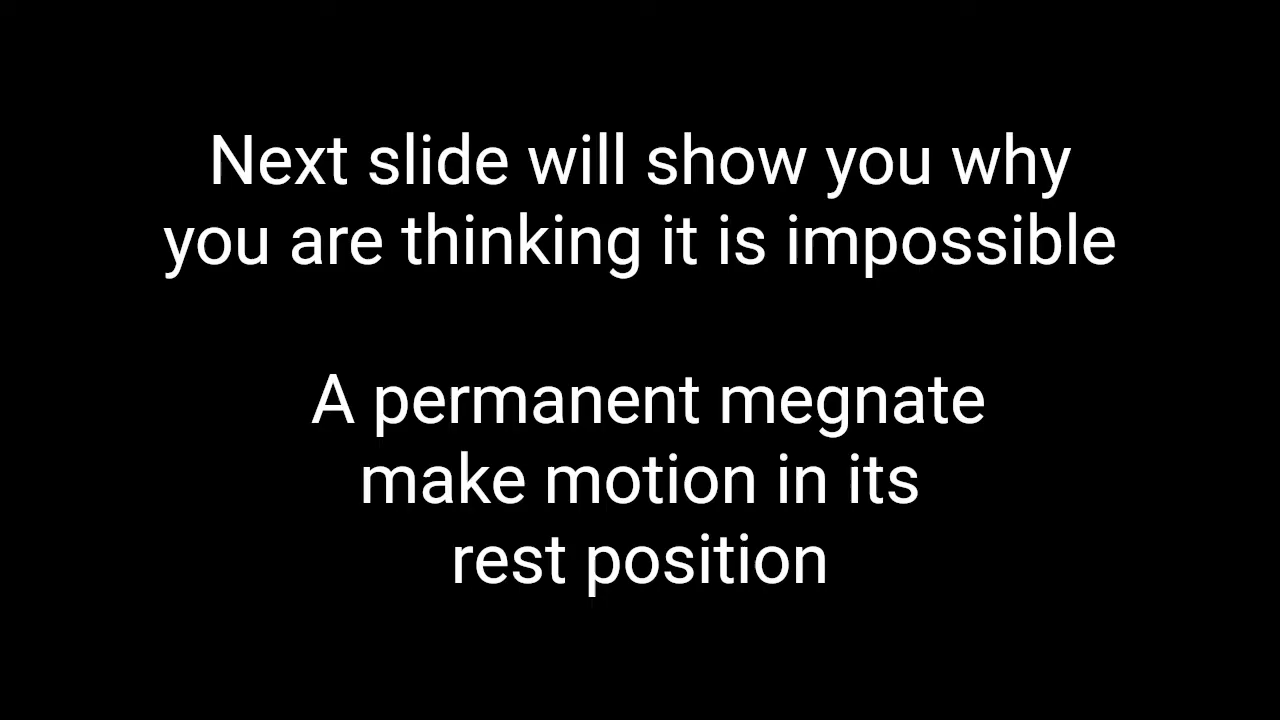 Next slide will show you why
you are thinking it is impossible
A permanent megnate
make motion in its
rest position